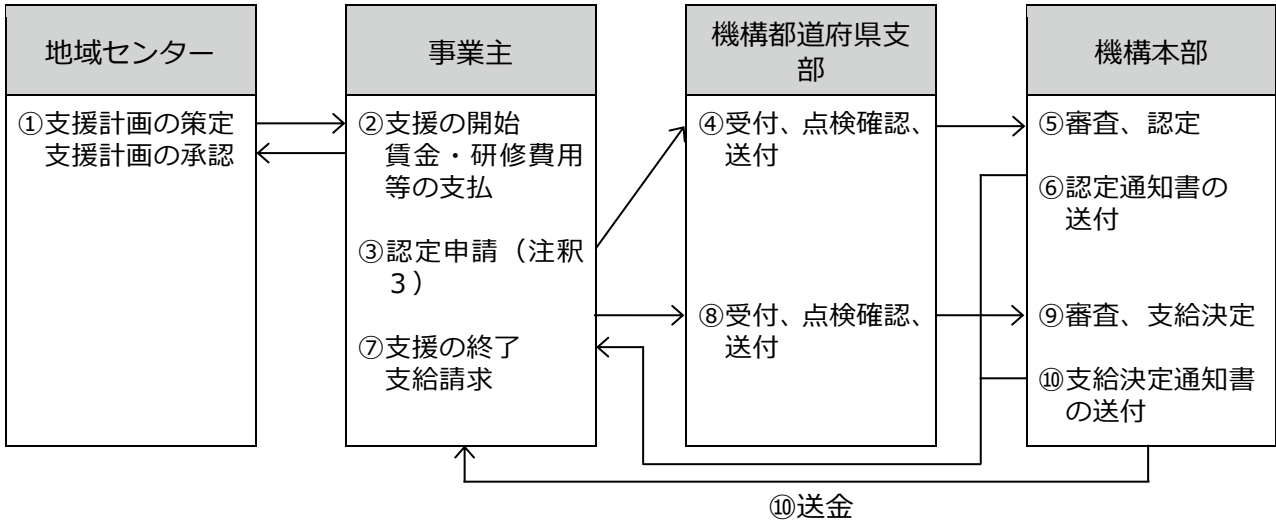 地域センター
事業主
機構都道府県支
部
機構本部
①支援計画の策定
支援計画の承認
②支援の開始
賃金・研修費用
等の支払
③認定申請(注釈
3)
⑦支援の終了
支給請求
④受付、点検確認、
送付
⑧受付、点検確認、
送付
⑤審査、認定
⑥認定通知書の
送付
⑨審査、支給決定
⑩支給決定通知書
の送付
⑩送金